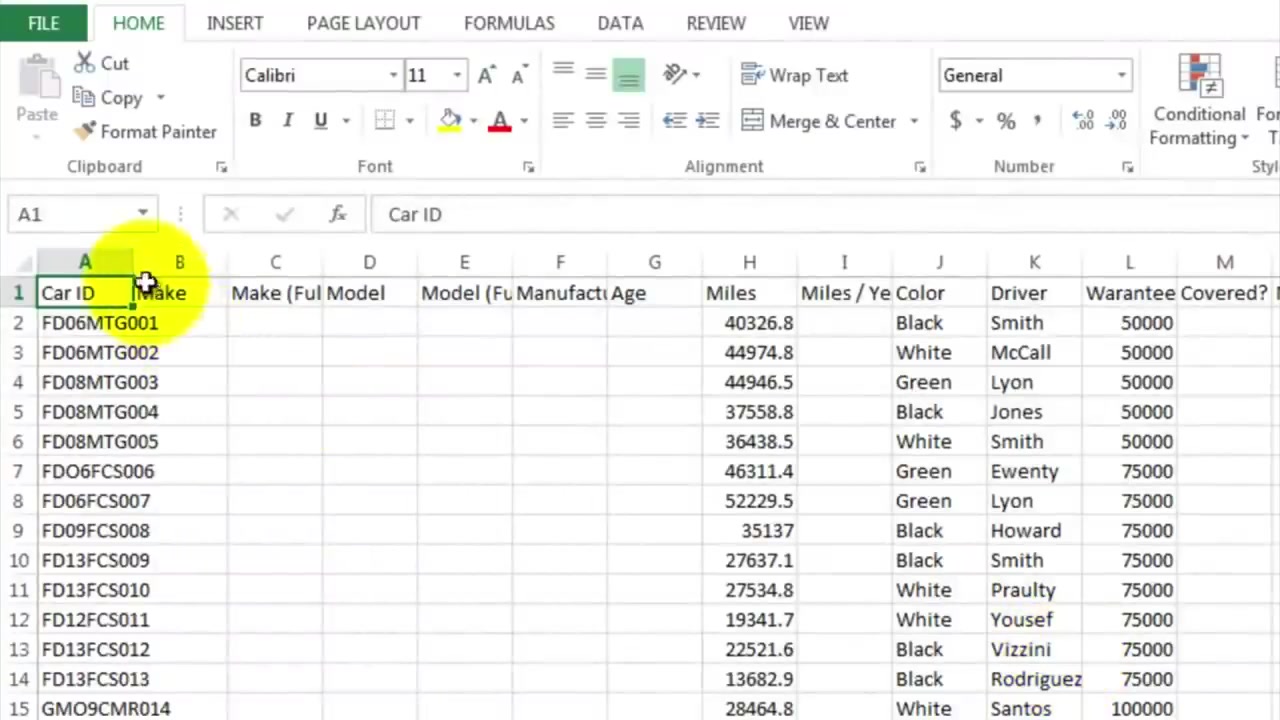 FILE HOME INSERT PAGE LAYOUT FORMULAS DATA REVIEW VIEW
Cut
Copy
Paste
Format Painter
Clipboard
Calibri 11
B I U A
Font
Wrap Text
Merge & Center
Alignment
General
$ % ,
Number
Conditional
Formatting
A1 fx Car ID
A B C D E F G H I J K L M
1 Car ID Make Make (Ful Model Model (Fu Manufactu Age Miles Miles / Ye Color Driver Warantee Covered?
2 FD06MTG001 40326.8 Black Smith 50000
3 FD06MTG002 44974.8 White McCall 50000
4 FD08MTG003 44946.5 Green Lyon 50000
5 FD08MTG004 37558.8 Black Jones 50000
6 FD08MTG005 36438.5 White Smith 50000
7 FDO6FCS006 46311.4 Green Ewenty 75000
8 FD06FCS007 52229.5 Green Lyon 75000
9 FD09FCS008 35137 Black Howard 75000
10 FD13FCS009 27637.1 Black Smith 75000
11 FD13FCS010 27534.8 White Praulty 75000
12 FD12FCS011 19341.7 White Yousef 75000
13 FD13FCS012 22521.6 Black Vizzini 75000
14 FD13FCS013 13682.9 Black Rodriguez 75000
15 GMO9CMR014 28464.8 White Santos 100000